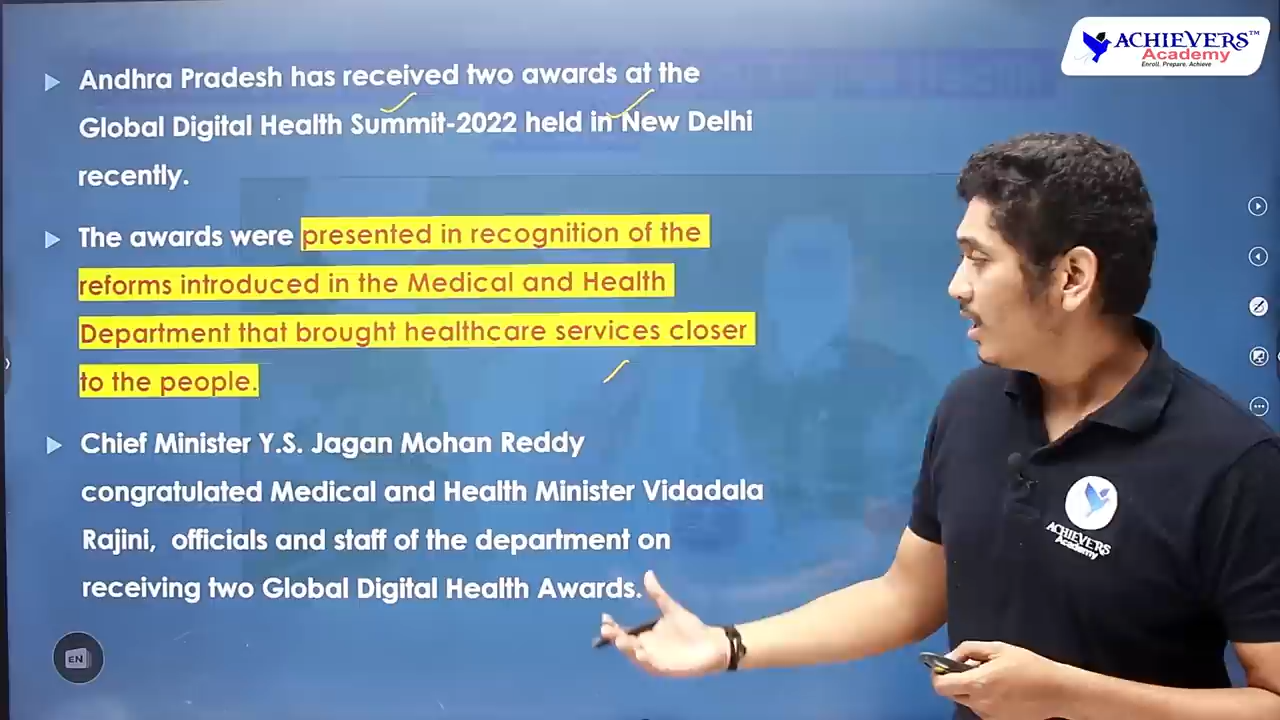 ACHIEVERS™
Academy
Enroll, Prepare, Achieve
Andhra Pradesh has received two awards at the
Global Digital Health Summit-2022 held in New Delhi
recently.
The awards were presented in recognition of the
reforms introduced in the Medical and Health
Department that brought healthcare services closer
to the people.
Chief Minister Y.S. Jagan Mohan Reddy
congratulated Medical and Health Minister Vidadala
Rajini, officials and staff of the department on
receiving two Global Digital Health Awards.
ACHIEVERS
Academy
EN